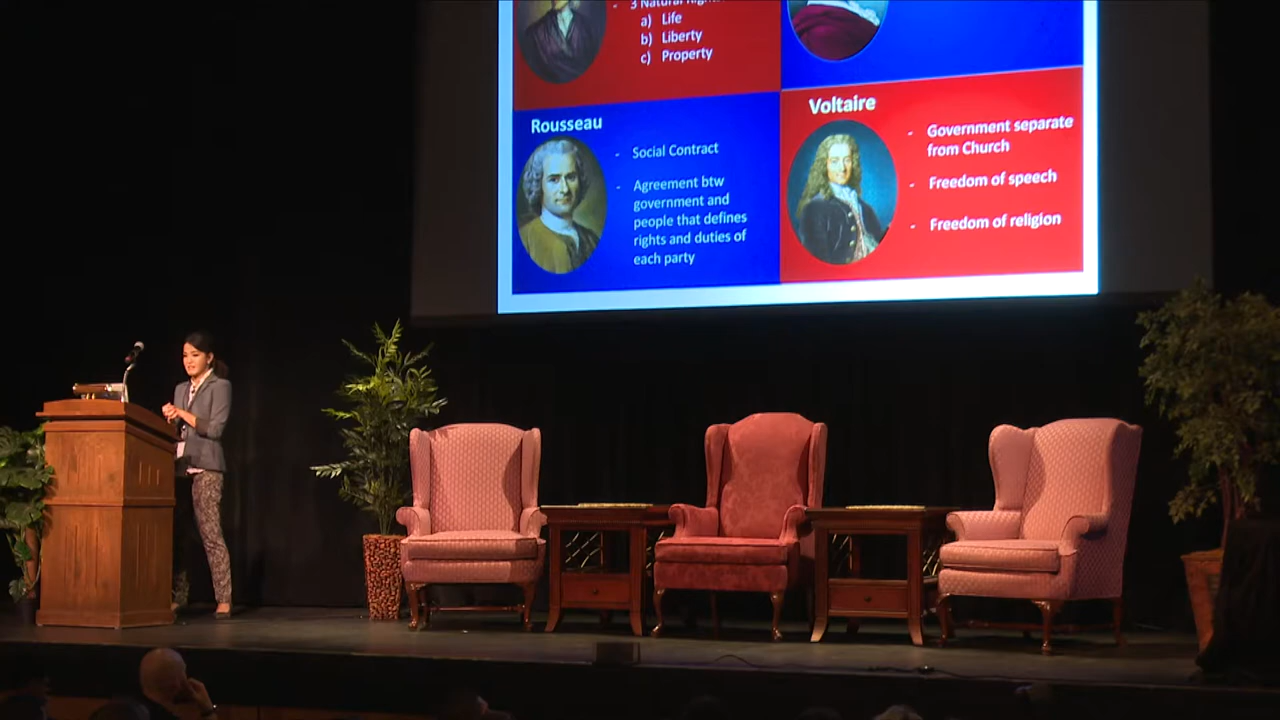 - 3 Natural Rights
a) Life
b) Liberty
c) Property
Rousseau
- Social Contract
- Agreement btw
government and
people that defines
rights and duties of
each party
Voltaire
- Government separate
from Church
- Freedom of speech
- Freedom of religion